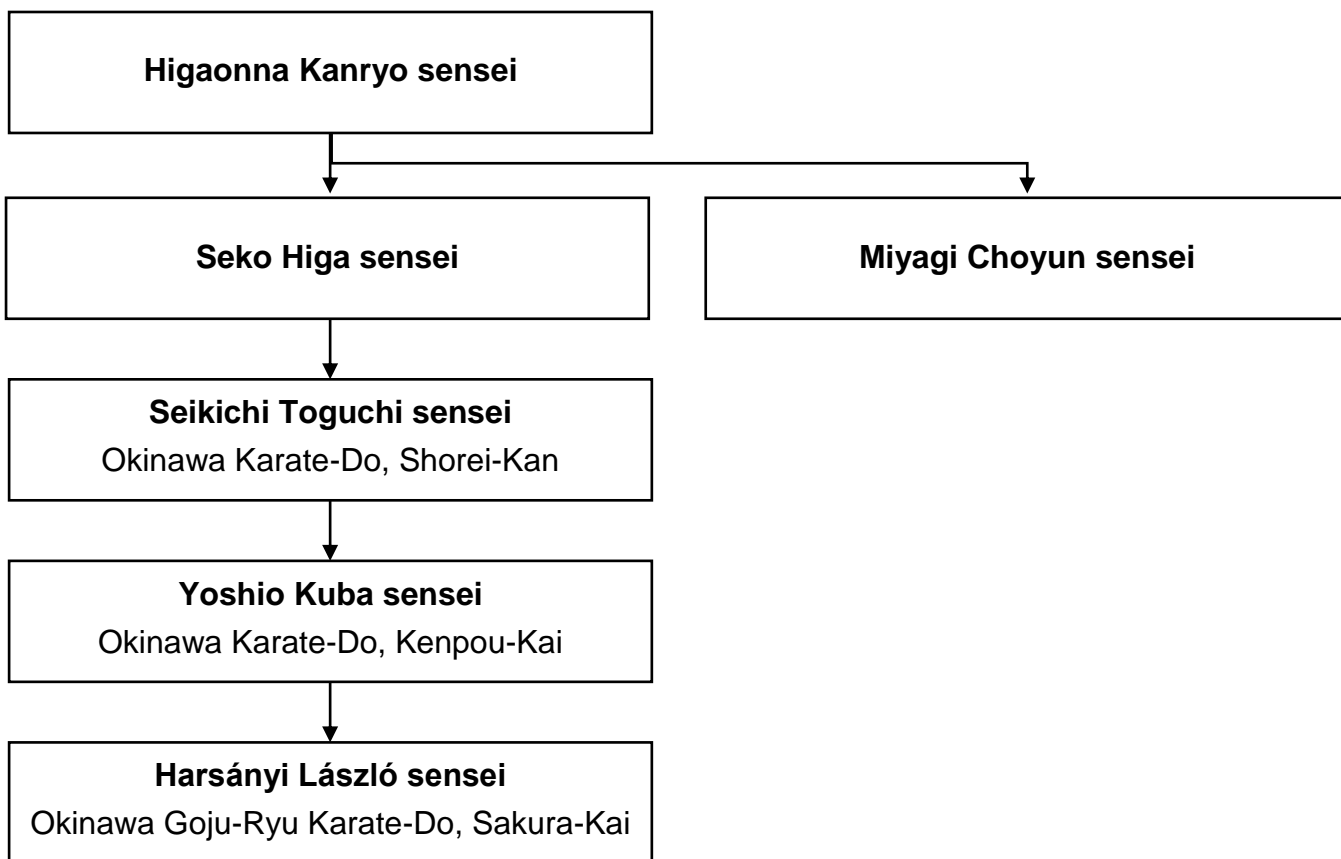 Higaonna Kanryo sensei
Seko Higa sensei
Miyagi Choyun sensei
Seikichi Toguchi sensei
Okinawa Karate-Do, Shorei-Kan
Yoshio Kuba sensei
Okinawa Karate-Do, Kenpou-Kai
Harsányi László sensei
Okinawa Goju-Ryu Karate-Do, Sakura-Kai